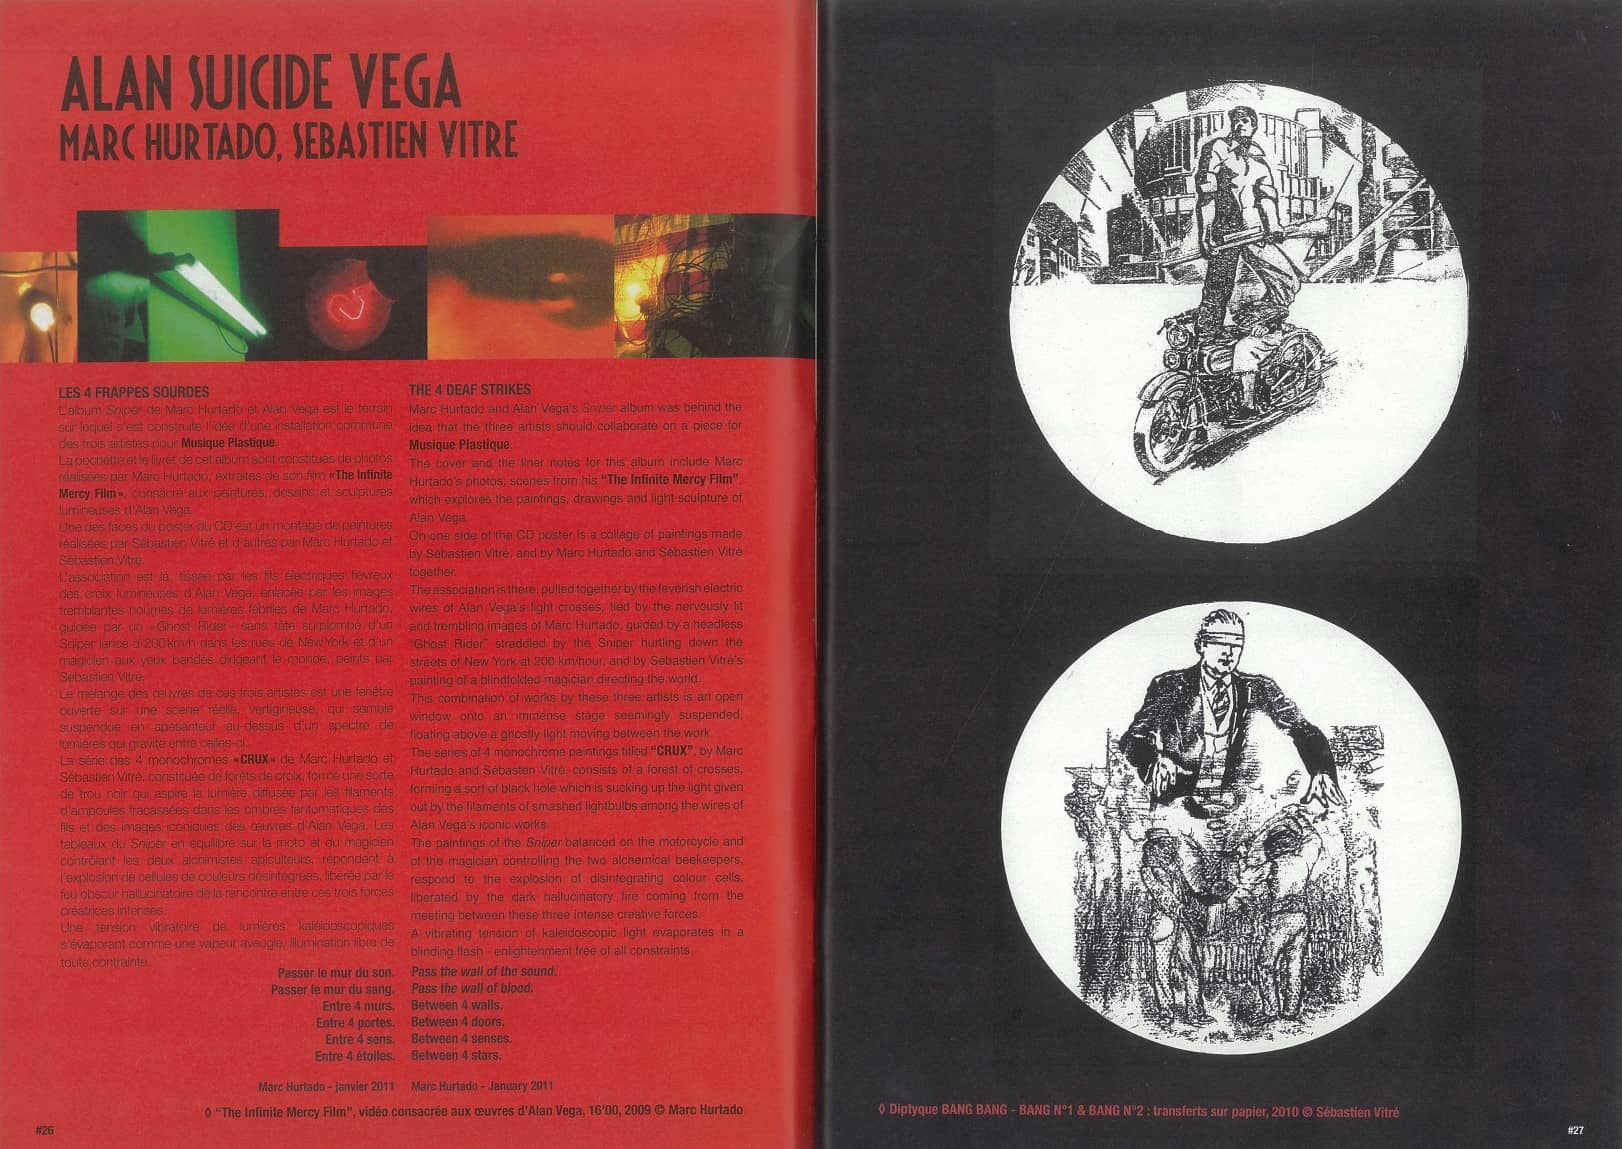 ALAN SUICIDE VEGA
MARC HURTADO, SEBASTIEN VITRE
LES 4 FRAPPES SOURDES
L'album Sniper de Marc Hurtado et Alan Vega est le terrain
sur lequel s'est construite l'idée d'une installation commune
des trois artistes pour Musique Plastique.
La pochette et le livret de cet album sont constitués de photos
réalisées par Marc Hurtado, extraites de son film «The Infinite
Mercy Film», consacré aux peintures, dessins et sculptures
lumineuses d'Alan Vega.
Une des faces du poster du CD est un montage de peintures
réalisées par Sébastien Vitré et d'autres par Marc Hurtado et
Sébastien Vitré.
L'association est là, tissée par les fils électriques fiévreux
des croix lumineuses d'Alan Vega, enlacée par les images
tremblantes nourries de lumières fébriles de Marc Hurtado,
guidée par un «Ghost Rider» sans tête surplombé d'un
Sniper lancé à 200km/h dans les rues de New York et d'un
magicien aux yeux bandés dirigeant le monde, peints par
Sébastien Vitré.
Le mélange des œuvres de ces trois artistes est une fenêtre
ouverte sur une scène réelle, vertigineuse, qui semble
suspendue en apesanteur au-dessus d'un spectre de
lumières qui gravite entre celles-ci.
La série des 4 monochromes «CRUX» de Marc Hurtado et
Sébastien Vitré, constituée de forêts de croix, forme une sorte
de trou noir qui aspire la lumière diffusée par les filaments
d'ampoules fracassées dans les ombres fantomatiques des
fils et des images iconiques des œuvres d'Alan Vega. Les
tableaux du Sniper en équilibre sur la moto et du magicien
contrôlant les deux alchimistes apiculteurs, répondent à
l'explosion de cellules de couleurs désintégrées, libérée par le
feu obscur hallucinatoire de la rencontre entre ces trois forces
créatrices intenses.
Une tension vibratoire de lumières kaléidoscopiques
s'évaporant comme une vapeur aveugle, illumination libre de
toute contrainte.
Passer le mur du son.
Passer le mur du sang.
Entre 4 murs.
Entre 4 portes.
Entre 4 sens.
Entre 4 étoiles.
Marc Hurtado - janvier 2011
THE 4 DEAF STRIKES
Marc Hurtado and Alan Vega's Sniper album was behind the
idea that the three artists should collaborate on a piece for
Musique Plastique.
The cover and the liner notes for this album include Marc
Hurtado's photos, scenes from his "The Infinite Mercy Film",
which explores the paintings, drawings and light-sculpture of
Alan Vega.
On one side of the CD poster is a collage of paintings made
by Sébastien Vitré, and by Marc Hurtado and Sébastien Vitré
together.
The association is there, pulled together by the feverish electric
wires of Alan Vega's light crosses, tied by the nervously lit
and trembling images of Marc Hurtado, guided by a headless
"Ghost Rider" straddled by the Sniper hurtling down the
streets of New York at 200 km/hour, and by Sébastien Vitré's
painting of a blindfolded magician directing the world.
This combination of works by these three artists is an open
window onto an immense stage seemingly suspended,
floating above a ghostly light moving between the work.
The series of 4 monochrome paintings titled "CRUX", by Marc
Hurtado and Sébasten Vitré, consists of a forest of crosses,
forming a sort of black hole which is sucking up the light given
out by the filaments of smashed lightbulbs among the wires of
Alan Vega's iconic works.
The paintings of the Sniper balanced on the motorcycle and
of the magician controlling the two alchemical beekeepers,
respond to the explosion of disintegrating colour cells,
liberated by the dark hallucinatory fire coming from the
meeting between these three intense creative forces.
A vibrating tension of kaleidoscopic light evaporates in a
blinding flash - enlightenment free of all constraints.
Pass the wall of the sound.
Pass the wall of blood.
Between 4 walls.
Between 4 doors.
Between 4 senses.
Between 4 stars.
Marc Hurtado - January 2011
◊ "The Infinite Mercy Film", vidéo consacrée aux œuvres d'Alan Vega, 16'00, 2009 © Marc Hurtado
#26
◊ Diptyque BANG BANG - BANG N°1 & BANG N°2 : transferts sur papier, 2010 © Sébastien Vitré
#27